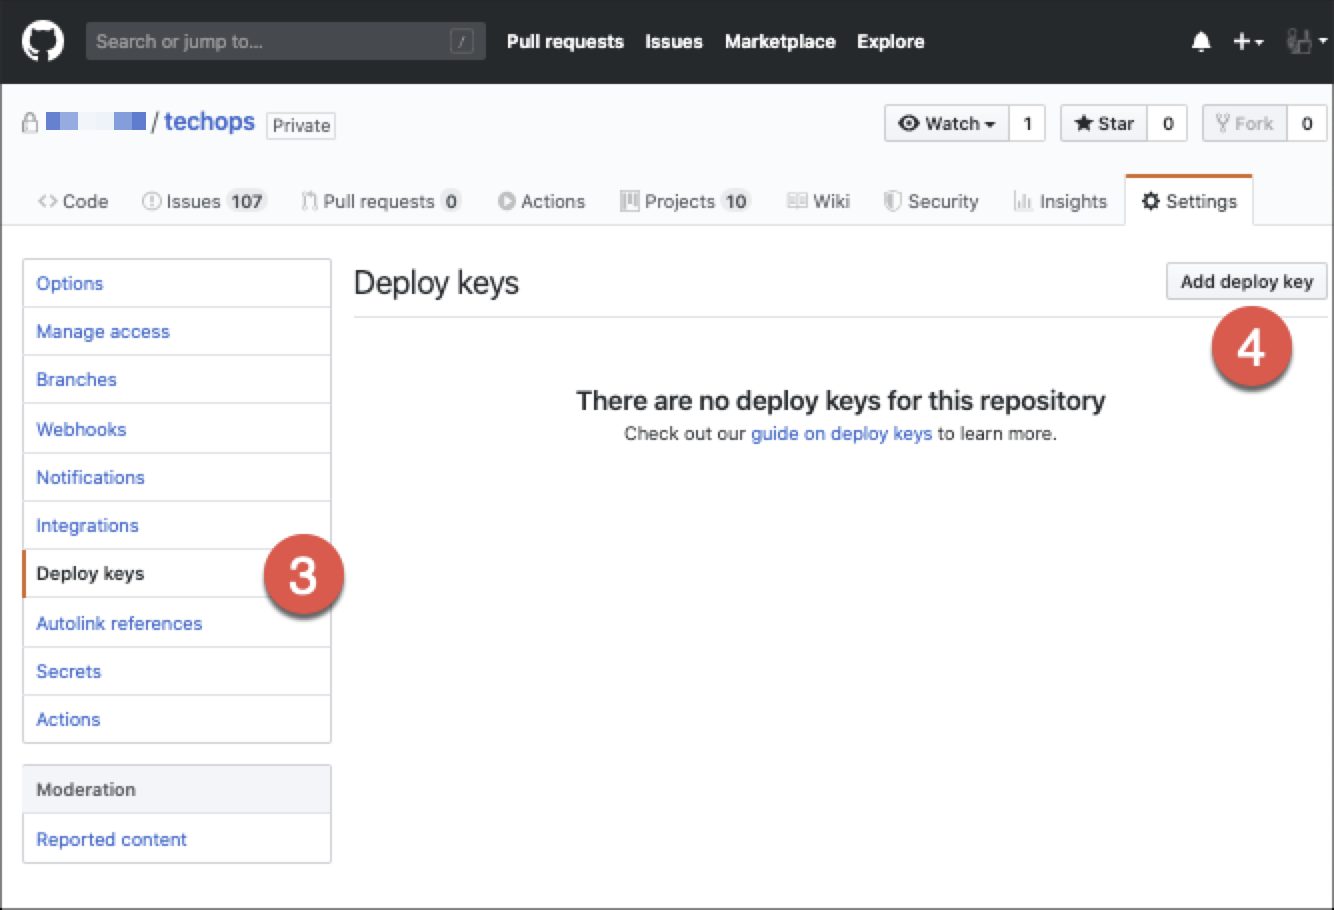 Search or jump to... / Pull requests Issues Marketplace Explore
/ techops Private Watch 1 Star 0 Fork 0
Code Issues 107 Pull requests 0 Actions Projects 10 Wiki Security Insights Settings
Options
Manage access
Branches
Webhooks
Notifications
Integrations
Deploy keys
3
Autolink references
Secrets
Actions
Moderation
Reported content
Deploy keys Add deploy key
4
There are no deploy keys for this repository
Check out our guide on deploy keys to learn more.